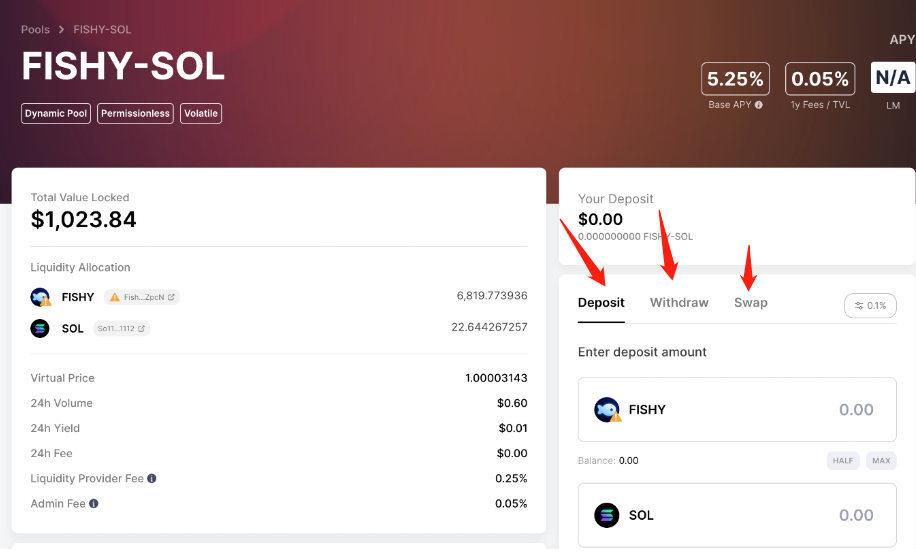 Pools > FISHY-SOL
FISHY-SOL
Dynamic Pool Permissionless Volatile
APY
5.25% 0.05% N/A
Base APY 1y Fees / TVL LM
Total Value Locked
$1,023.84
Liquidity Allocation
FISHY Fish...ZpcN 6,819.773936
SOL So11...1112 22.644267257
Virtual Price 1.00003143
24h Volume $0.60
24h Yield $0.01
24h Fee $0.00
Liquidity Provider Fee 0.25%
Admin Fee 0.05%
Your Deposit
$0.00
0.000000000 FISHY-SOL
Deposit Withdraw Swap 0.1%
Enter deposit amount
FISHY 0.00
Balance: 0.00 HALF MAX
SOL 0.00